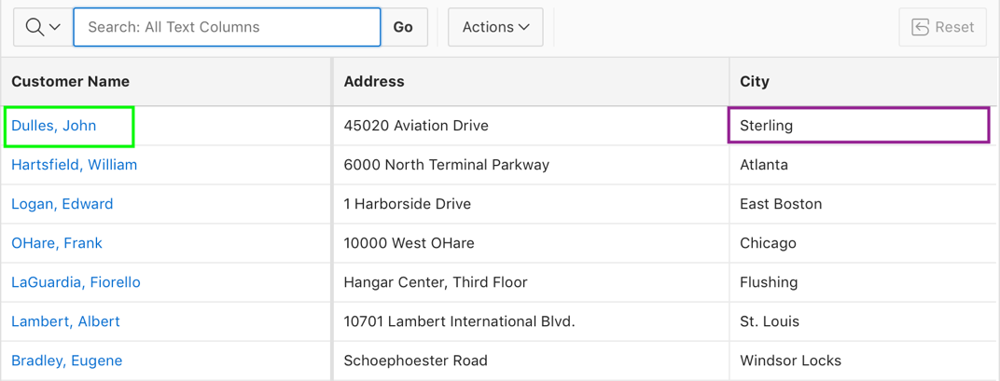 Search: All Text Columns Go Actions Reset
Customer Name Address City
Dulles, John 45020 Aviation Drive Sterling
Hartsfield, William 6000 North Terminal Parkway Atlanta
Logan, Edward 1 Harborside Drive East Boston
OHare, Frank 10000 West OHare Chicago
LaGuardia, Fiorello Hangar Center, Third Floor Flushing
Lambert, Albert 10701 Lambert International Blvd. St. Louis
Bradley, Eugene Schoephoester Road Windsor Locks